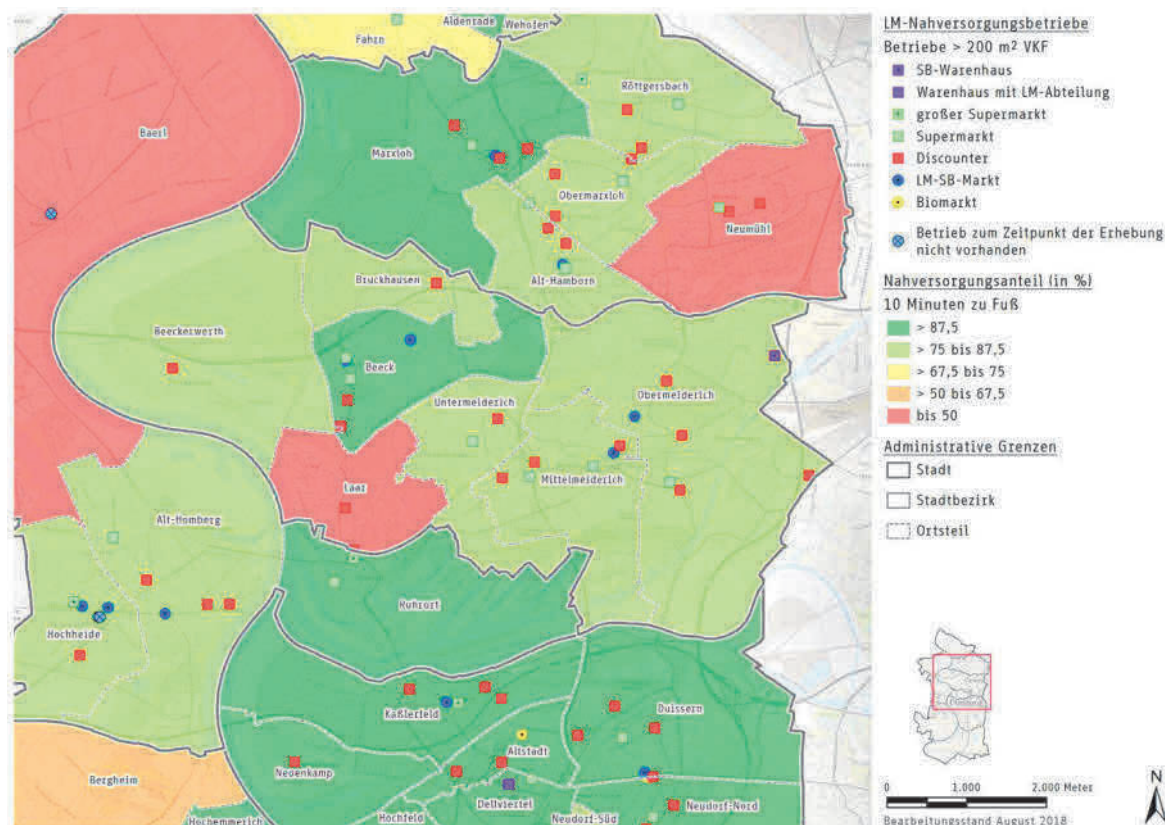 Aldenrade
Wehofen
Fahrn
Röttgersbach
Baerl
Marxloh
Obermarxloh
Neumühl
Bruckhausen
Alt-Hamborn
Beeckerwerth
Beeck
Untermeiderich
Obermeiderich
Laar
Mittelmeiderich
Alt-Homberg
Ruhrort
Hochheide
Kaßlerfeld
Duissern
Altstadt
Neuenkamp
Bergheim
Dellviertel
Neudorf-Nord
Hochemmerich
Hochfeld
Neudorf-Süd
LM-Nahversorgungsbetriebe
Betriebe > 200 m² VKF
SB-Warenhaus
Warenhaus mit LM-Abteilung
großer Supermarkt
Supermarkt
Discounter
LM-SB-Markt
Biomarkt
Betrieb zum Zeitpunkt der Erhebung
nicht vorhanden
Nahversorgungsanteil (in %)
10 Minuten zu Fuß
> 87,5
> 75 bis 87,5
> 67,5 bis 75
> 50 bis 67,5
bis 50
Administrative Grenzen
Stadt
Stadtbezirk
Ortsteil
0 1.000 2.000 Meter
N
Bearbeitungsstand August 2018